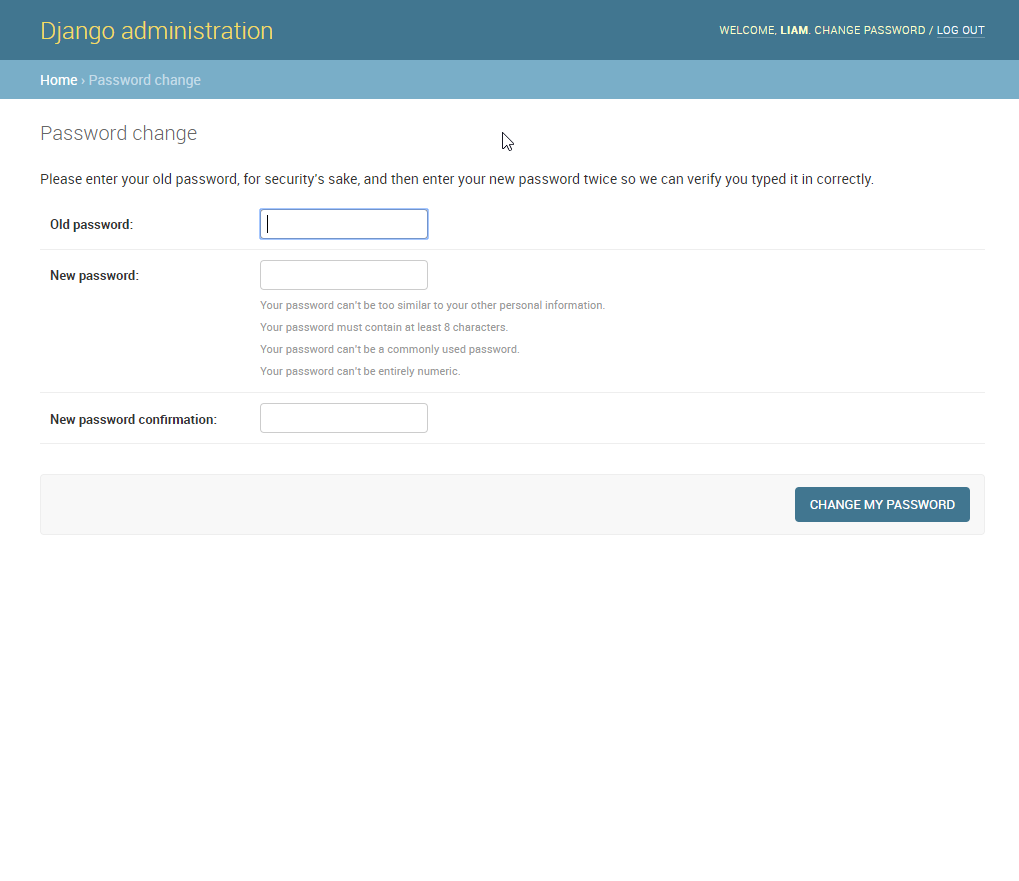 Django administration
WELCOME, LIAM. CHANGE PASSWORD / LOG OUT
Home › Password change
Password change
Please enter your old password, for security's sake, and then enter your new password twice so we can verify you typed it in correctly.
Old password:
New password:
Your password can't be too similar to your other personal information.
Your password must contain at least 8 characters.
Your password can't be a commonly used password.
Your password can't be entirely numeric.
New password confirmation:
CHANGE MY PASSWORD